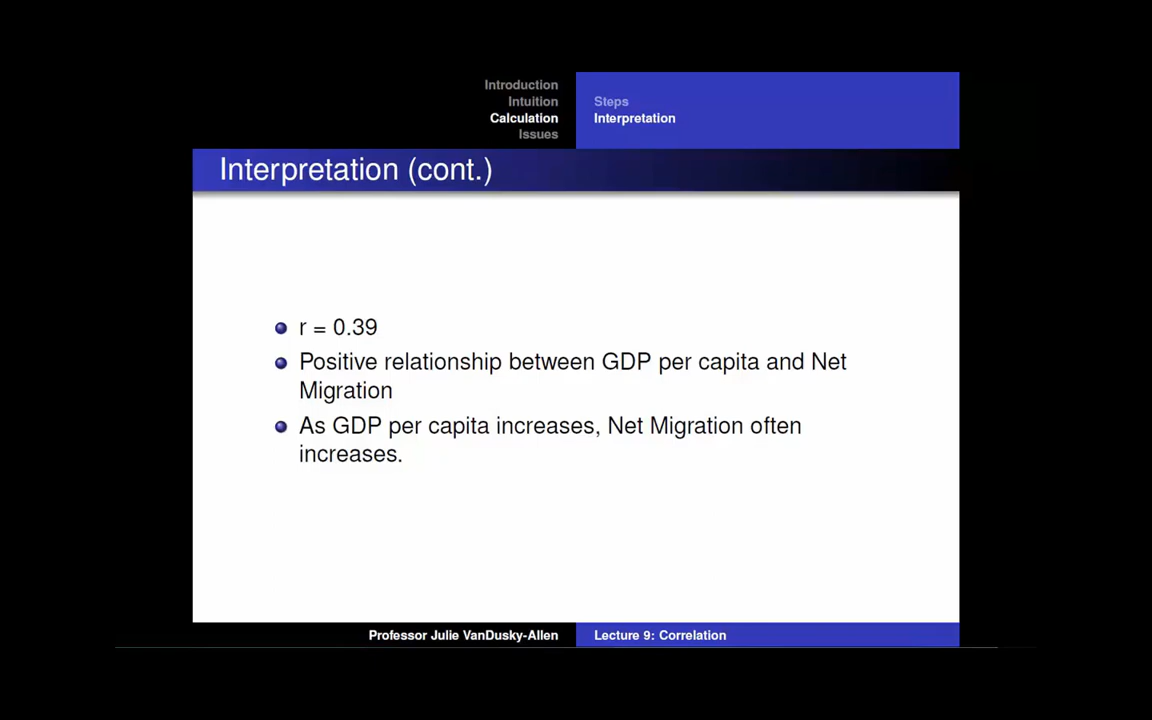 Introduction
Intuition
Calculation
Issues
Steps
Interpretation
Interpretation (cont.)
r = 0.39
Positive relationship between GDP per capita and Net
Migration
As GDP per capita increases, Net Migration often
increases.
Professor Julie VanDusky-Allen
Lecture 9: Correlation